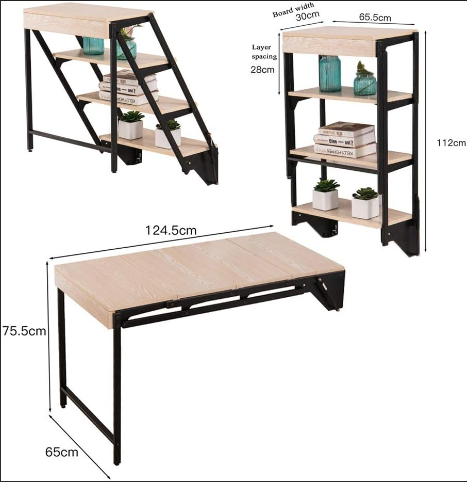 Board width
30cm
65.5cm
Layer
spacing
28cm
112cm
124.5cm
75.5cm
65cm